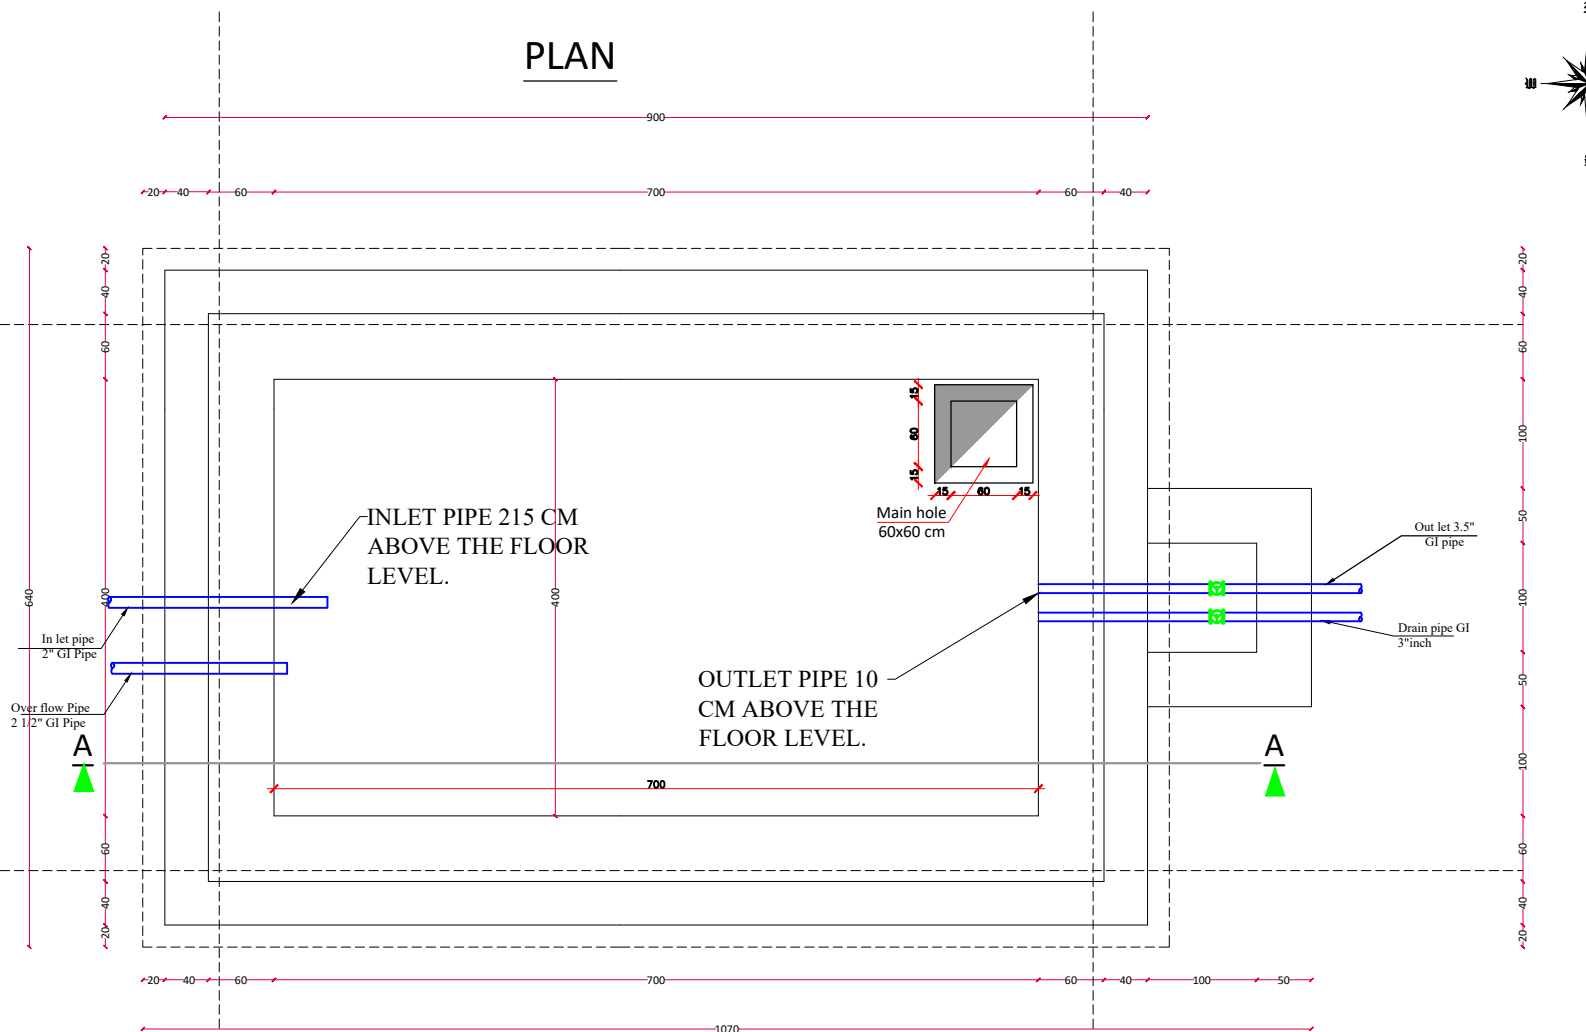 PLAN
900
20 40 60 700 60 40
20 40 60 400 60 40 20
640
15 60 15
15 60 15
Main hole
60x60 cm
INLET PIPE 215 CM
ABOVE THE FLOOR
LEVEL.
400
In let pipe
2" GI Pipe
Over flow Pipe
2 1/2" GI Pipe
OUTLET PIPE 10
CM ABOVE THE
FLOOR LEVEL.
Out let 3.5"
GI pipe
Drain pipe GI
3"inch
A
A
700
20 40 60 100 50 100 50 100 60 40 20
20 40 60 700 60 40 100 50
1070